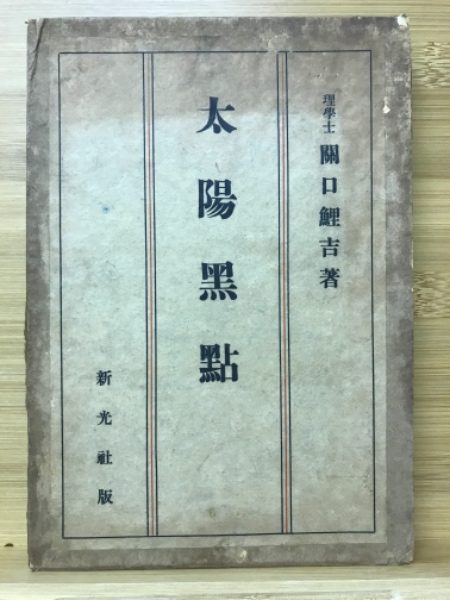 理學士 關口鯉吉著
太陽黑點
新光社版